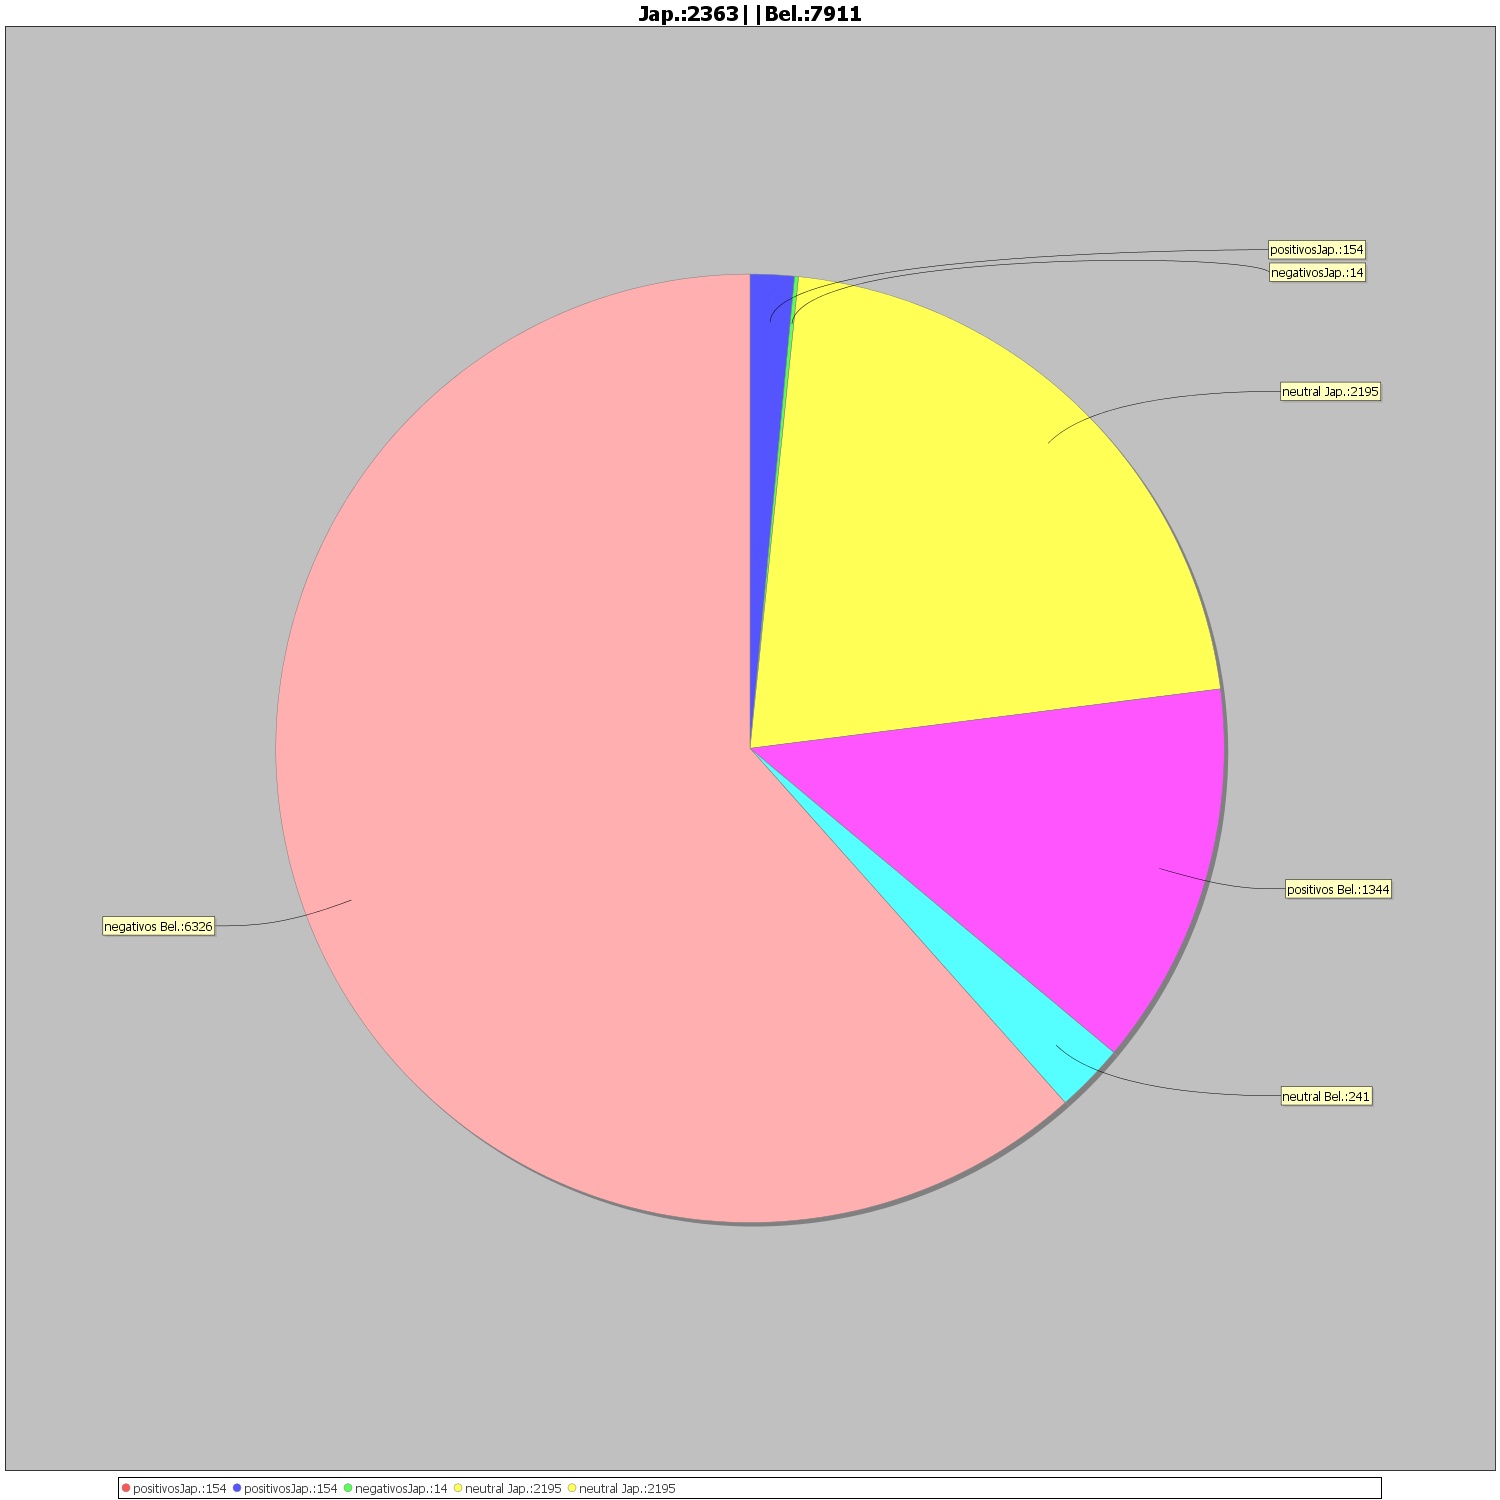 Jap.:2363||Bel.:7911
positivosJap.:154
negativosJap.:14
neutral Jap.:2195
positivos Bel.:1344
negativos Bel.:6326
neutral Bel.:241
positivosJap.:154 positivosJap.:154 negativosJap.:14 neutral Jap.:2195 neutral Jap.:2195